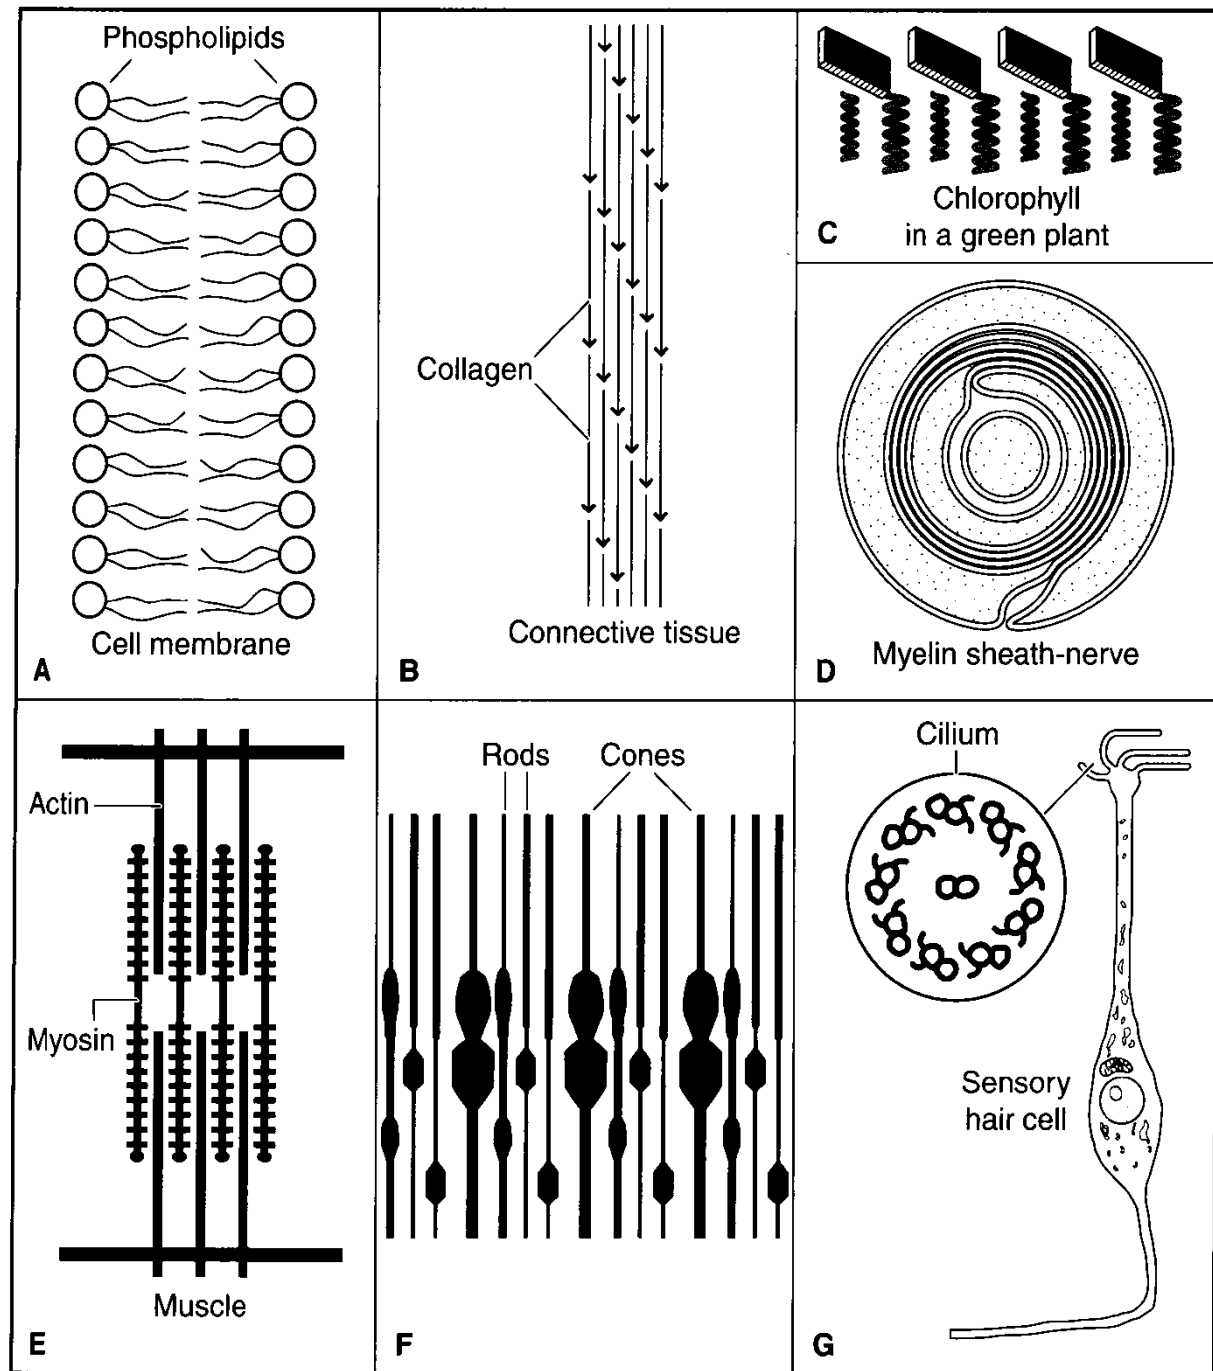 Phospholipids
Cell membrane
A
Collagen
Connective tissue
B
Chlorophyll
in a green plant
C
Myelin sheath-nerve
D
Actin
Myosin
Muscle
E
Rods
Cones
F
Cilium
Sensory
hair cell
G